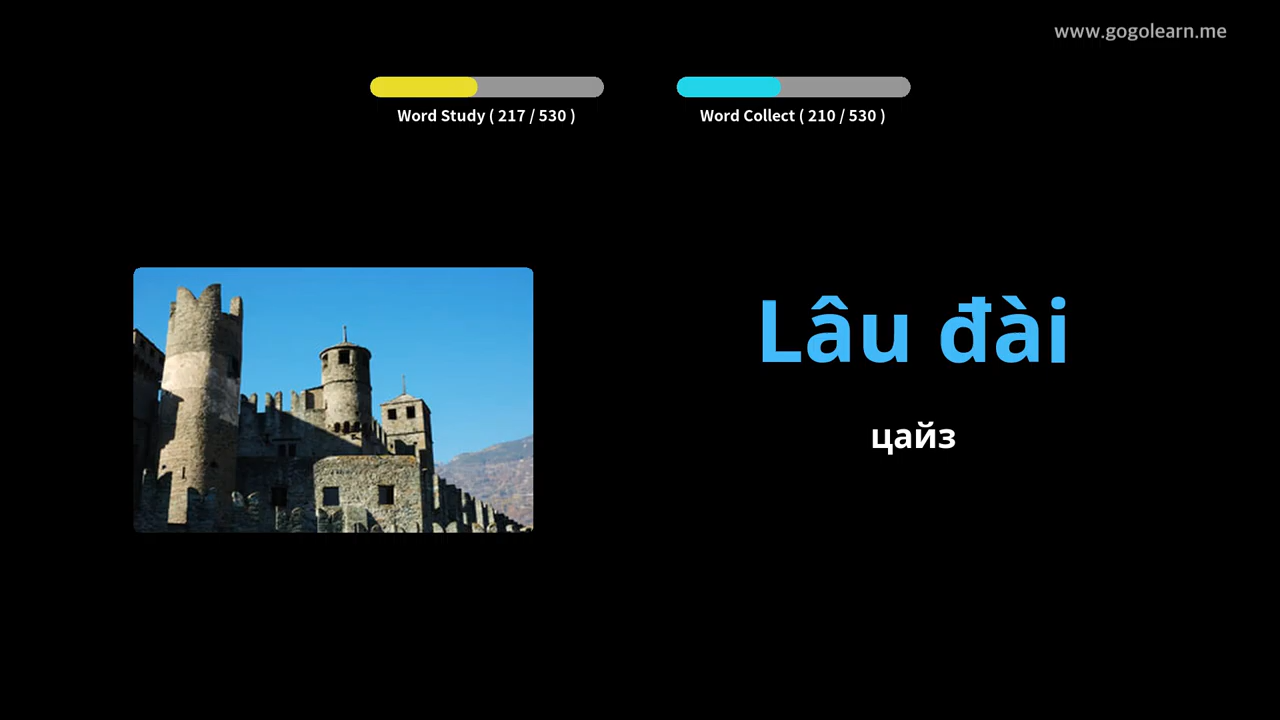 www.gogolearn.me
Word Study ( 217 / 530 )
Word Collect ( 210 / 530 )
Lâu đài
цайз